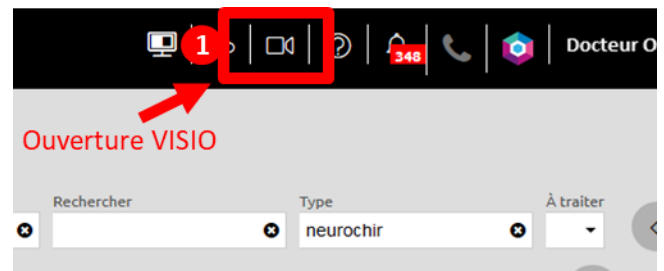 1
348
Docteur O
Ouverture VISIO
Rechercher
Type
À traiter
neurochir